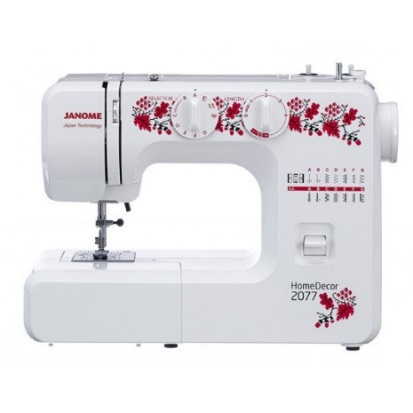 SELECTOR
LENGTH
JANOME
Japan Technology
A B C D E F G
A B C D E F G
HomeDecor
2077